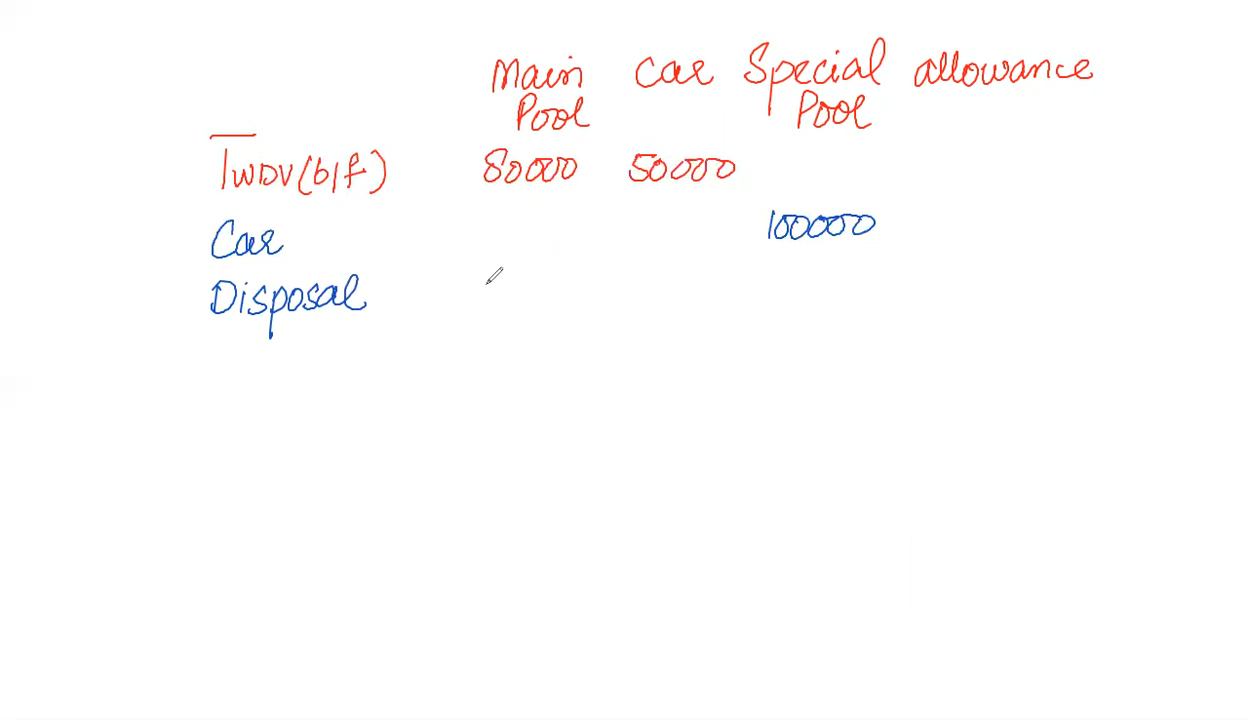 Main Car Special allowance
Pool Pool
TWDV(b/f) 80000 50000
Car 100000
Disposal